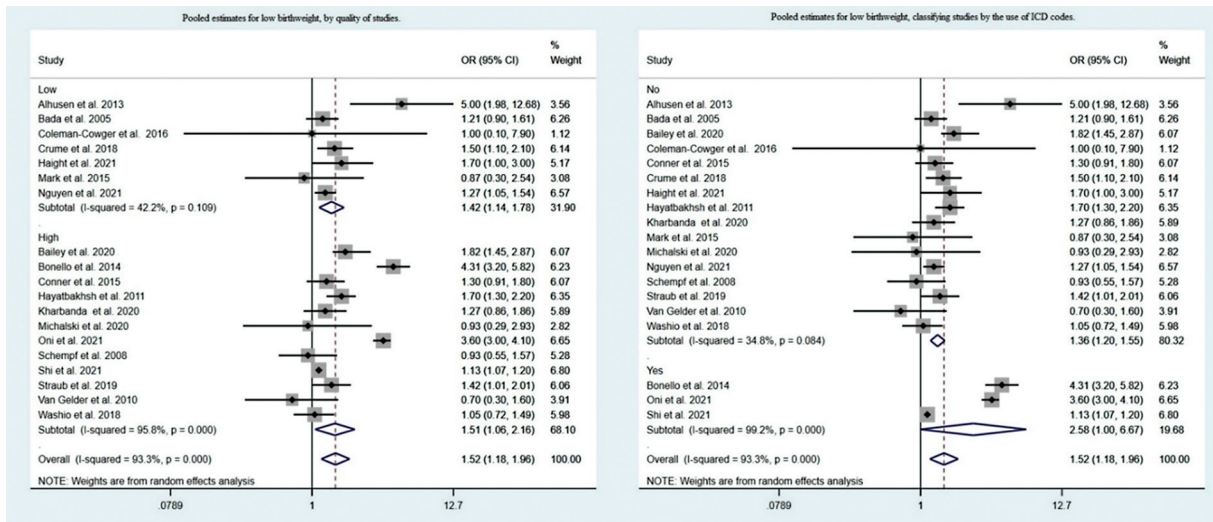 Pooled estimates for low birthweight, by quality of studies.
%
Study OR (95% CI) Weight
Low
Alhusen et al. 2013 5.00 (1.98, 12.68) 3.56
Bada et al. 2005 1.21 (0.90, 1.61) 6.26
Coleman-Cowger et al. 2016 1.00 (0.10, 7.90) 1.12
Crume et al. 2018 1.50 (1.10, 2.10) 6.14
Haight et al. 2021 1.70 (1.00, 3.00) 5.17
Mark et al. 2015 0.87 (0.30, 2.54) 3.08
Nguyen et al. 2021 1.27 (1.05, 1.54) 6.57
Subtotal (I-squared = 42.2%, p = 0.109) 1.42 (1.14, 1.78) 31.90
.
High
Bailey et al. 2020 1.82 (1.45, 2.87) 6.07
Bonello et al. 2014 4.31 (3.20, 5.82) 6.23
Conner et al. 2015 1.30 (0.91, 1.80) 6.07
Hayatbakhsh et al. 2011 1.70 (1.30, 2.20) 6.35
Kharbanda et al. 2020 1.27 (0.86, 1.86) 5.89
Michalski et al. 2020 0.93 (0.29, 2.93) 2.82
Oni et al. 2021 3.60 (3.00, 4.10) 6.65
Schempf et al. 2008 0.93 (0.55, 1.57) 5.28
Shi et al. 2021 1.13 (1.07, 1.20) 6.80
Straub et al. 2019 1.42 (1.01, 2.01) 6.06
Van Gelder et al. 2010 0.70 (0.30, 1.60) 3.91
Washio et al. 2018 1.05 (0.72, 1.49) 5.98
Subtotal (I-squared = 95.8%, p = 0.000) 1.51 (1.06, 2.16) 68.10
.
Overall (I-squared = 93.3%, p = 0.000) 1.52 (1.18, 1.96) 100.00
NOTE: Weights are from random effects analysis
.0789 1 12.7
Pooled estimates for low birthweight, classifying studies by the use of ICD codes.
%
Study OR (95% CI) Weight
No
Alhusen et al. 2013 5.00 (1.98, 12.68) 3.56
Bada et al. 2005 1.21 (0.90, 1.61) 6.26
Bailey et al. 2020 1.82 (1.45, 2.87) 6.07
Coleman-Cowger et al. 2016 1.00 (0.10, 7.90) 1.12
Conner et al. 2015 1.30 (0.91, 1.80) 6.07
Crume et al. 2018 1.50 (1.10, 2.10) 6.14
Haight et al. 2021 1.70 (1.00, 3.00) 5.17
Hayatbakhsh et al. 2011 1.70 (1.30, 2.20) 6.35
Kharbanda et al. 2020 1.27 (0.86, 1.86) 5.89
Mark et al. 2015 0.87 (0.30, 2.54) 3.08
Michalski et al. 2020 0.93 (0.29, 2.93) 2.82
Nguyen et al. 2021 1.27 (1.05, 1.54) 6.57
Schempf et al. 2008 0.93 (0.55, 1.57) 5.28
Straub et al. 2019 1.42 (1.01, 2.01) 6.06
Van Gelder et al. 2010 0.70 (0.30, 1.60) 3.91
Washio et al. 2018 1.05 (0.72, 1.49) 5.98
Subtotal (I-squared = 34.8%, p = 0.084) 1.36 (1.20, 1.55) 80.32
.
Yes
Bonello et al. 2014 4.31 (3.20, 5.82) 6.23
Oni et al. 2021 3.60 (3.00, 4.10) 6.65
Shi et al. 2021 1.13 (1.07, 1.20) 6.80
Subtotal (I-squared = 99.2%, p = 0.000) 2.58 (1.00, 6.67) 19.68
.
Overall (I-squared = 93.3%, p = 0.000) 1.52 (1.18, 1.96) 100.00
NOTE: Weights are from random effects analysis
.0789 1 12.7